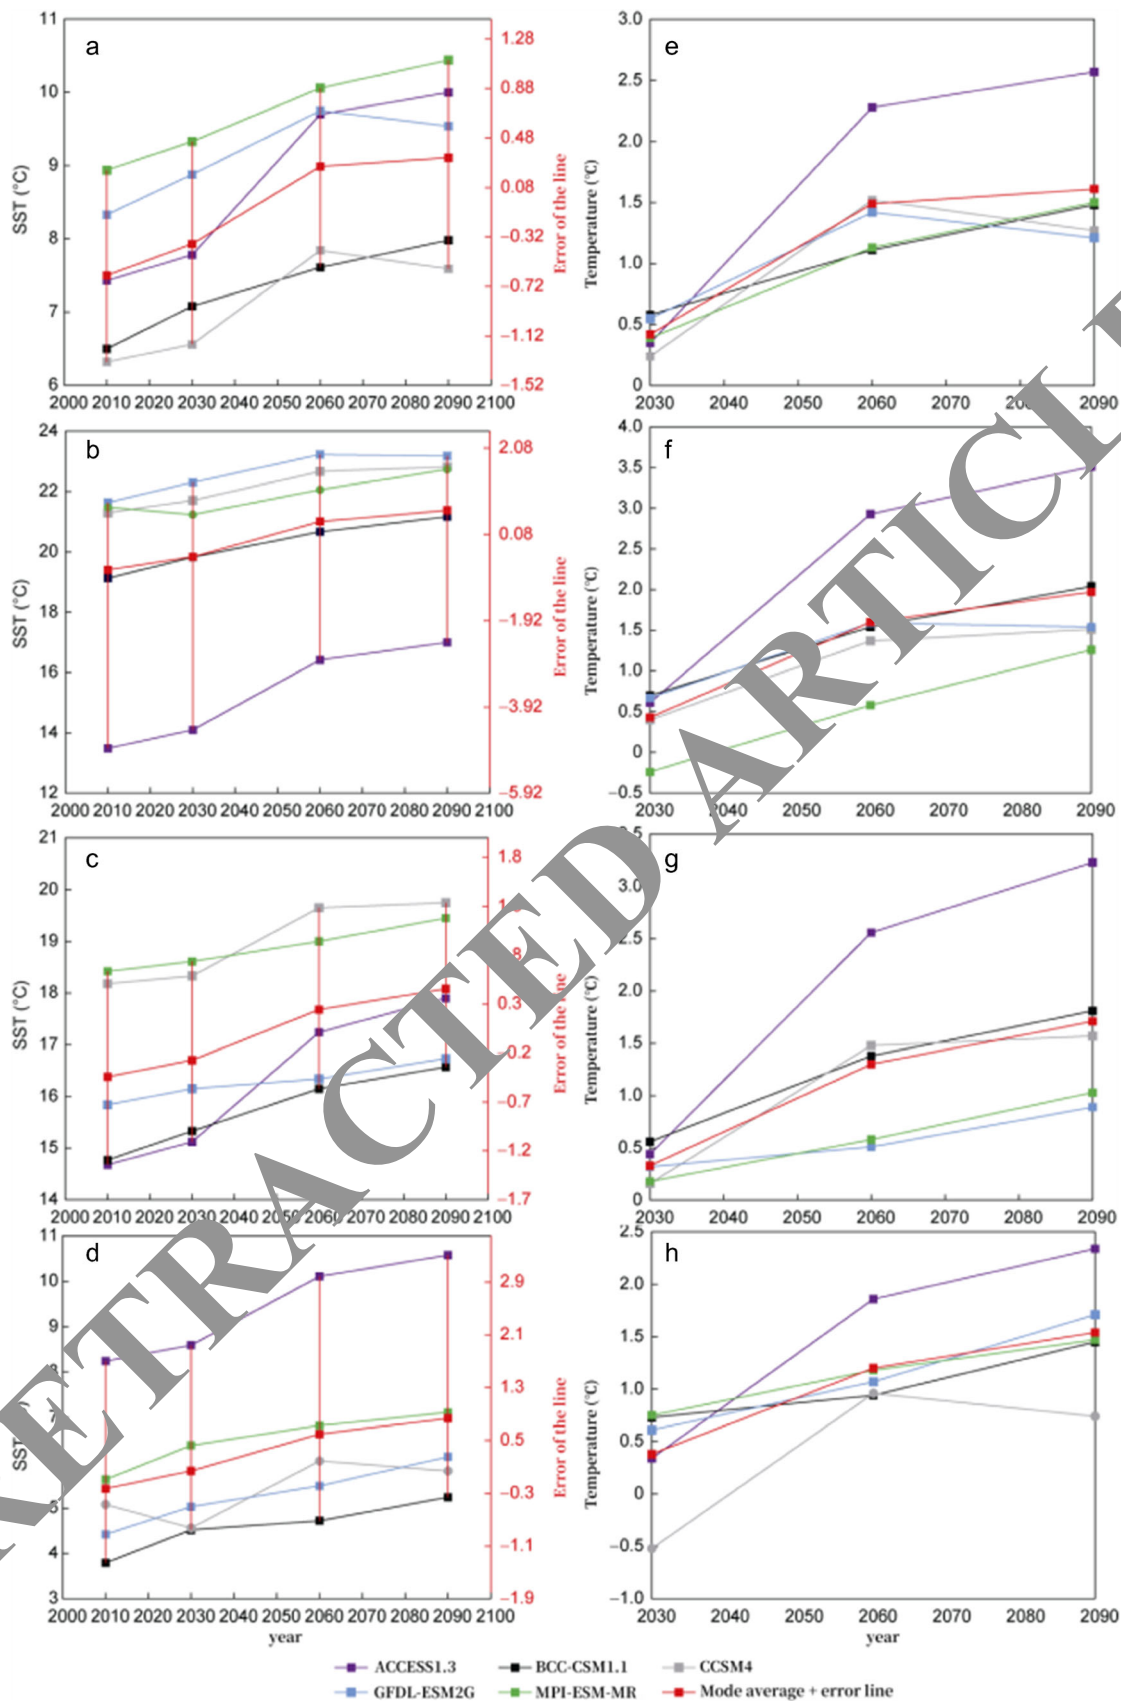 a
11
10
9
8
7
6
SST (°C)
1.28
0.88
0.48
0.08
−0.32
−0.72
−1.12
−1.52
Error of the line
2000 2010 2020 2030 2040 2050 2060 2070 2080 2090 2100
e
3.0
2.5
2.0
1.5
1.0
0.5
0
Temperature (°C)
2030 2040 2050 2060 2070 2080 2090
b
24
22
20
18
16
14
12
SST (°C)
2.08
0.08
−1.92
−3.92
−5.92
Error of the line
2000 2010 2020 2030 2040 2050 2060 2070 2080 2090 2100
f
4.0
3.5
3.0
2.5
2.0
1.5
1.0
0.5
0
−0.5
Temperature (°C)
2030 2040 2050 2060 2070 2080 2090
c
21
20
19
18
17
16
15
14
SST (°C)
1.8
0.3
−0.2
−0.7
−1.2
−1.7
Error of the line
2000 2010 2020 2030 2040 2050 2060 2070 2080 2090 2100
g
3.0
2.5
2.0
1.5
1.0
0.5
0
Temperature (°C)
2030 2040 2050 2060 2070 2080 2090
d
11
10
9
5
4
3
2.9
2.1
1.3
0.5
−0.3
−1.1
−1.9
Error of the line
2000 2010 2020 2030 2040 2050 2060 2070 2080 2090 2100
year
h
2.5
2.0
1.5
1.0
0.5
0
−0.5
−1.0
Temperature (°C)
2030 2040 2050 2060 2070 2080 2090
year
ACCESS1.3 BCC-CSM1.1 CCSM4
GFDL-ESM2G MPI-ESM-MR Mode average + error line
RETRACTED